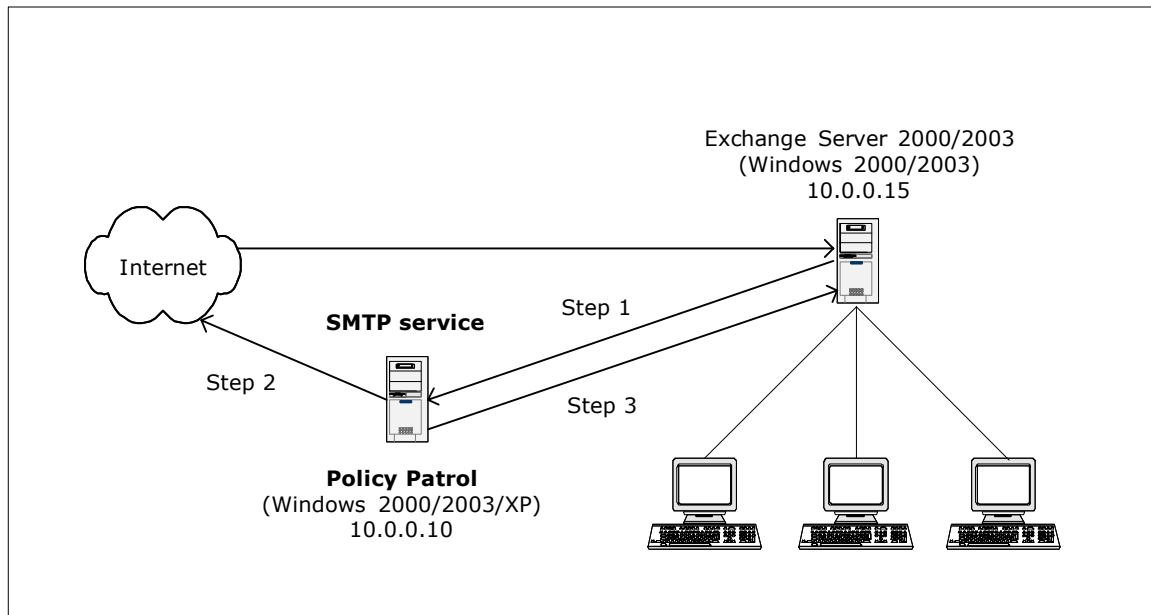 Exchange Server 2000/2003
(Windows 2000/2003)
10.0.0.15
Internet
Step 1
SMTP service
Step 2
Step 3
Policy Patrol
(Windows 2000/2003/XP)
10.0.0.10